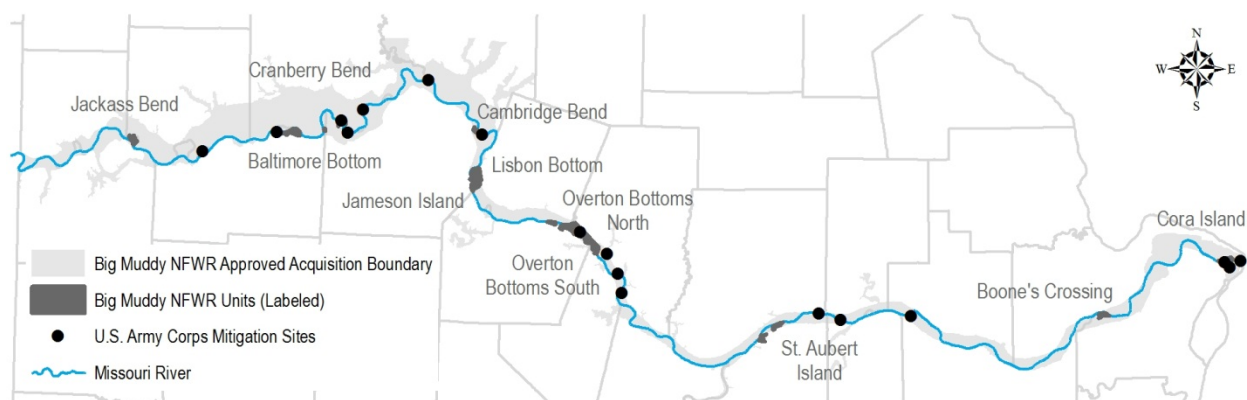 N
W E
S
Cranberry Bend
Jackass Bend
Cambridge Bend
Baltimore Bottom
Lisbon Bottom
Jameson Island
Overton Bottoms
North
Cora Island
Big Muddy NFWR Approved Acquisition Boundary
Overton
Bottoms South
Boone's Crossing
Big Muddy NFWR Units (Labeled)
U.S. Army Corps Mitigation Sites
St. Aubert
Island
Missouri River